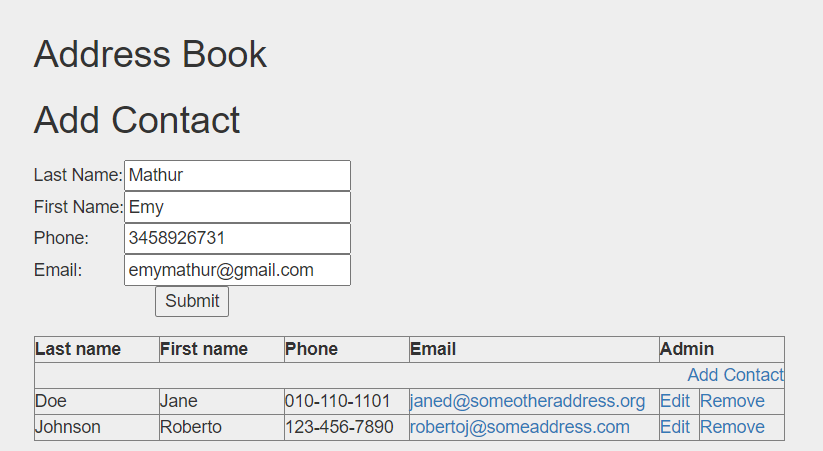 Address Book
Add Contact
Last Name: Mathur
First Name: Emy
Phone: 3458926731
Email: emymathur@gmail.com
Submit
Last name First name Phone Email Admin
Add Contact
Doe Jane 010-110-1101 janed@someotheraddress.org Edit Remove
Johnson Roberto 123-456-7890 robertoj@someaddress.com Edit Remove